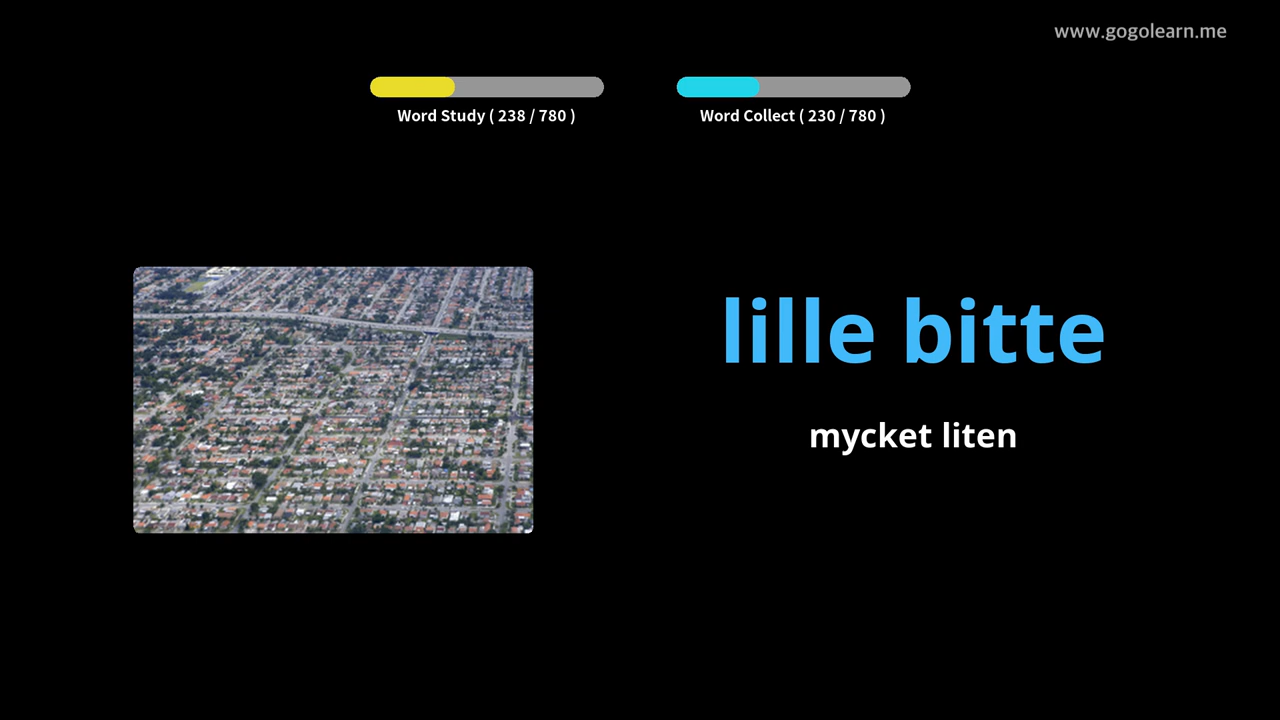 www.gogolearn.me
Word Study ( 238 / 780 )
Word Collect ( 230 / 780 )
lille bitte
mycket liten